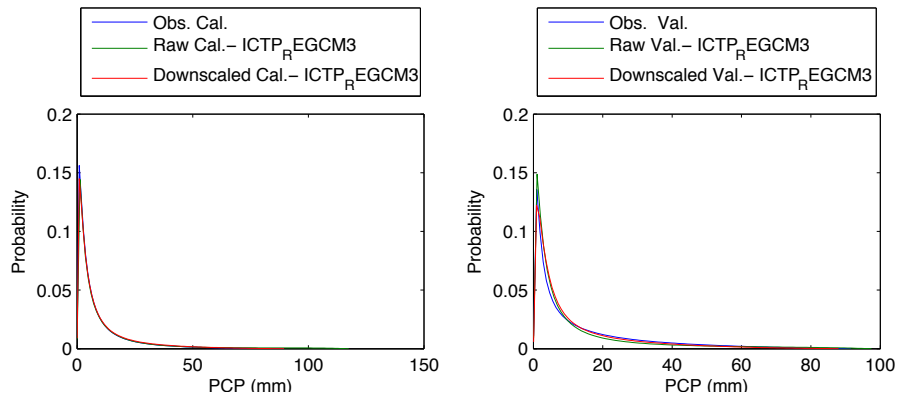 Obs. Cal.
Raw Cal.− ICTP_REGCM3
Downscaled Cal.− ICTP_REGCM3
0.2
0.15
0.1
0.05
0
Probability
0 50 100 150
PCP (mm)
Obs. Val.
Raw Val.− ICTP_REGCM3
Downscaled Val.− ICTP_REGCM3
0.2
0.15
0.1
0.05
0
Probability
0 20 40 60 80 100
PCP (mm)